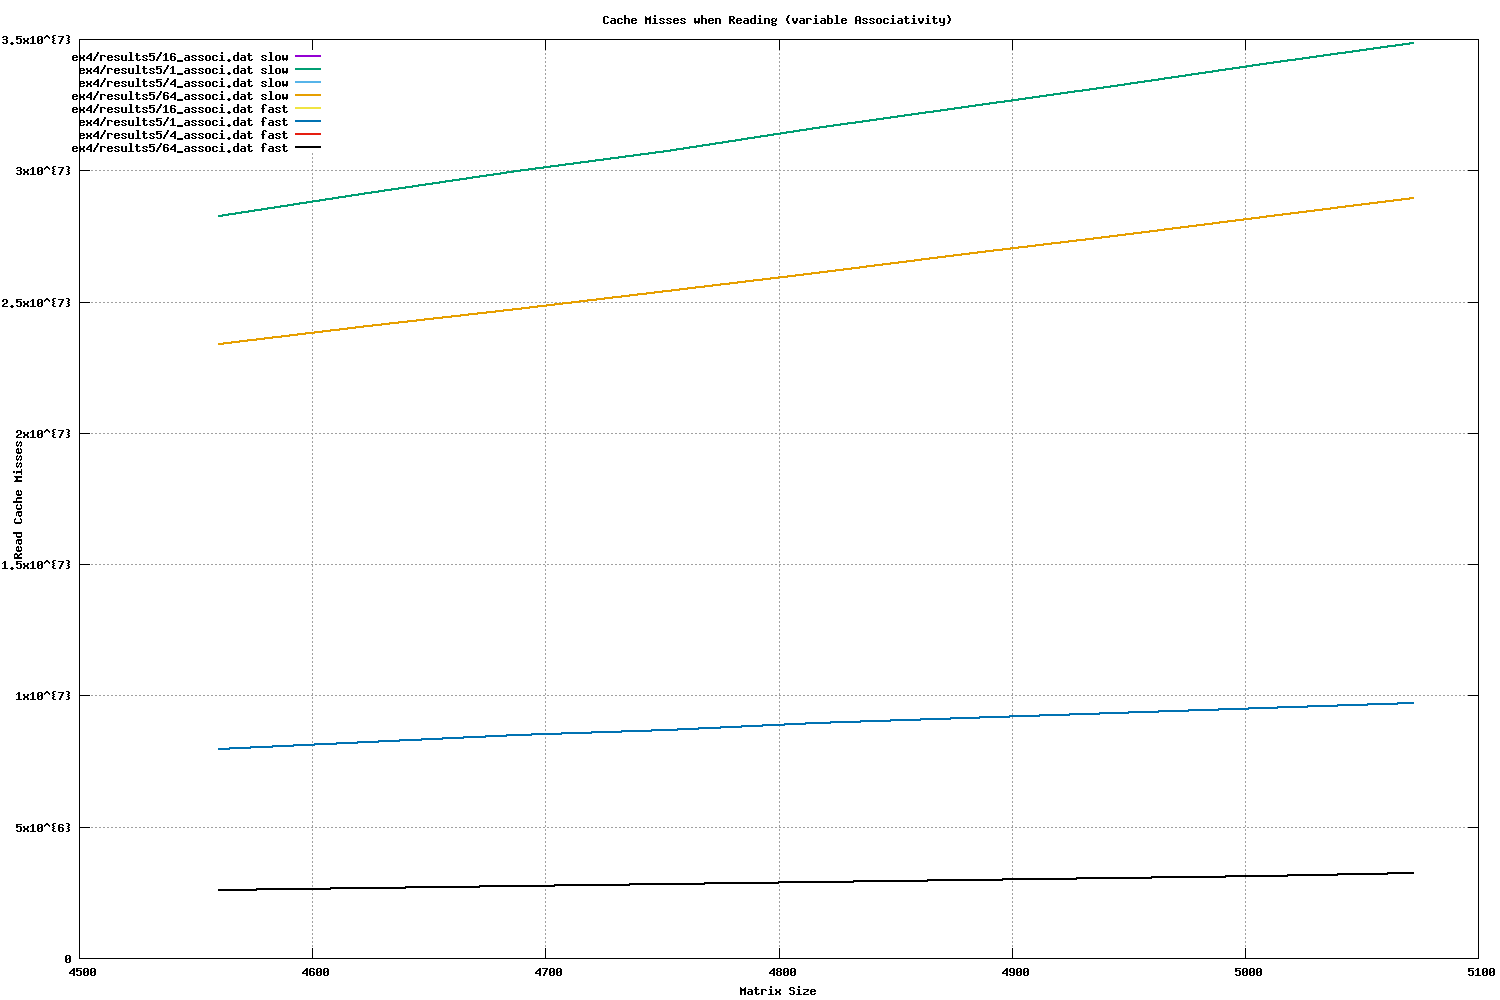 Cache Misses when Reading (variable Associativity)
3.5x10^{7}
ex4/results5/16_associ.dat slow
ex4/results5/1_associ.dat slow
ex4/results5/4_associ.dat slow
ex4/results5/64_associ.dat slow
ex4/results5/16_associ.dat fast
ex4/results5/1_associ.dat fast
ex4/results5/4_associ.dat fast
ex4/results5/64_associ.dat fast
3x10^{7}
2.5x10^{7}
2x10^{7}
Read Cache Misses
1.5x10^{7}
1x10^{7}
5x10^{6}
0
4500 4600 4700 4800 4900 5000 5100
Matrix Size